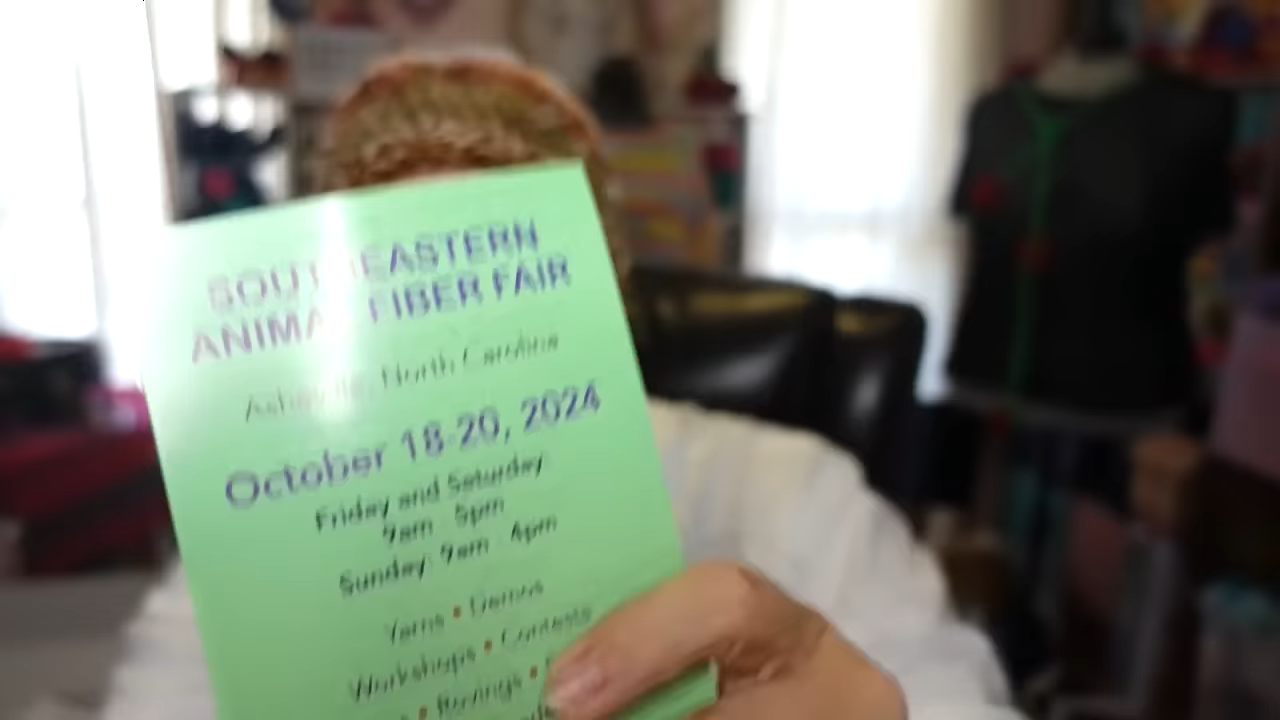 SOUTHEASTERN
ANIMAL FIBER FAIR
Asheville, North Carolina
October 18-20, 2024
Friday and Saturday
9am - 5pm
Sunday 9am - 4pm
Yarns • Demos
Workshops • Contests
• Rovings •